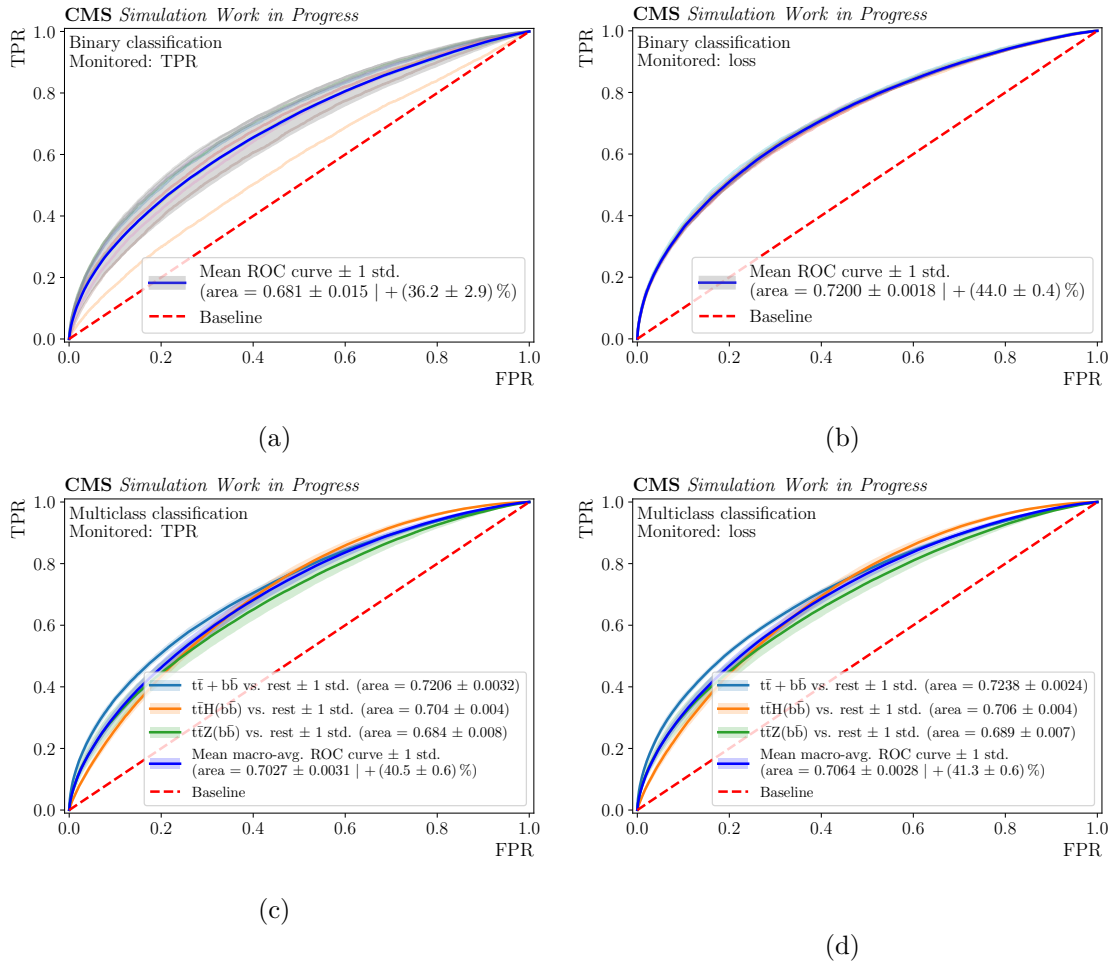 CMS Simulation Work in Progress
TPR
1.0
0.8
0.6
0.4
0.2
0.0
Binary classification
Monitored: TPR
Mean ROC curve ± 1 std.
(area = 0.681 ± 0.015 | +(36.2 ± 2.9) %)
Baseline
0.0 0.2 0.4 0.6 0.8 1.0
FPR
(a)
CMS Simulation Work in Progress
TPR
1.0
0.8
0.6
0.4
0.2
0.0
Binary classification
Monitored: loss
Mean ROC curve ± 1 std.
(area = 0.7200 ± 0.0018 | +(44.0 ± 0.4) %)
Baseline
0.0 0.2 0.4 0.6 0.8 1.0
FPR
(b)
CMS Simulation Work in Progress
TPR
1.0
0.8
0.6
0.4
0.2
0.0
Multiclass classification
Monitored: TPR
tt̄ + bb̄ vs. rest ± 1 std. (area = 0.7206 ± 0.0032)
tt̄H(bb̄) vs. rest ± 1 std. (area = 0.704 ± 0.004)
tt̄Z(bb̄) vs. rest ± 1 std. (area = 0.684 ± 0.008)
Mean macro-avg. ROC curve ± 1 std.
(area = 0.7027 ± 0.0031 | +(40.5 ± 0.6) %)
Baseline
0.0 0.2 0.4 0.6 0.8 1.0
FPR
(c)
CMS Simulation Work in Progress
TPR
1.0
0.8
0.6
0.4
0.2
0.0
Multiclass classification
Monitored: loss
tt̄ + bb̄ vs. rest ± 1 std. (area = 0.7238 ± 0.0024)
tt̄H(bb̄) vs. rest ± 1 std. (area = 0.706 ± 0.004)
tt̄Z(bb̄) vs. rest ± 1 std. (area = 0.689 ± 0.007)
Mean macro-avg. ROC curve ± 1 std.
(area = 0.7064 ± 0.0028 | +(41.3 ± 0.6) %)
Baseline
0.0 0.2 0.4 0.6 0.8 1.0
FPR
(d)